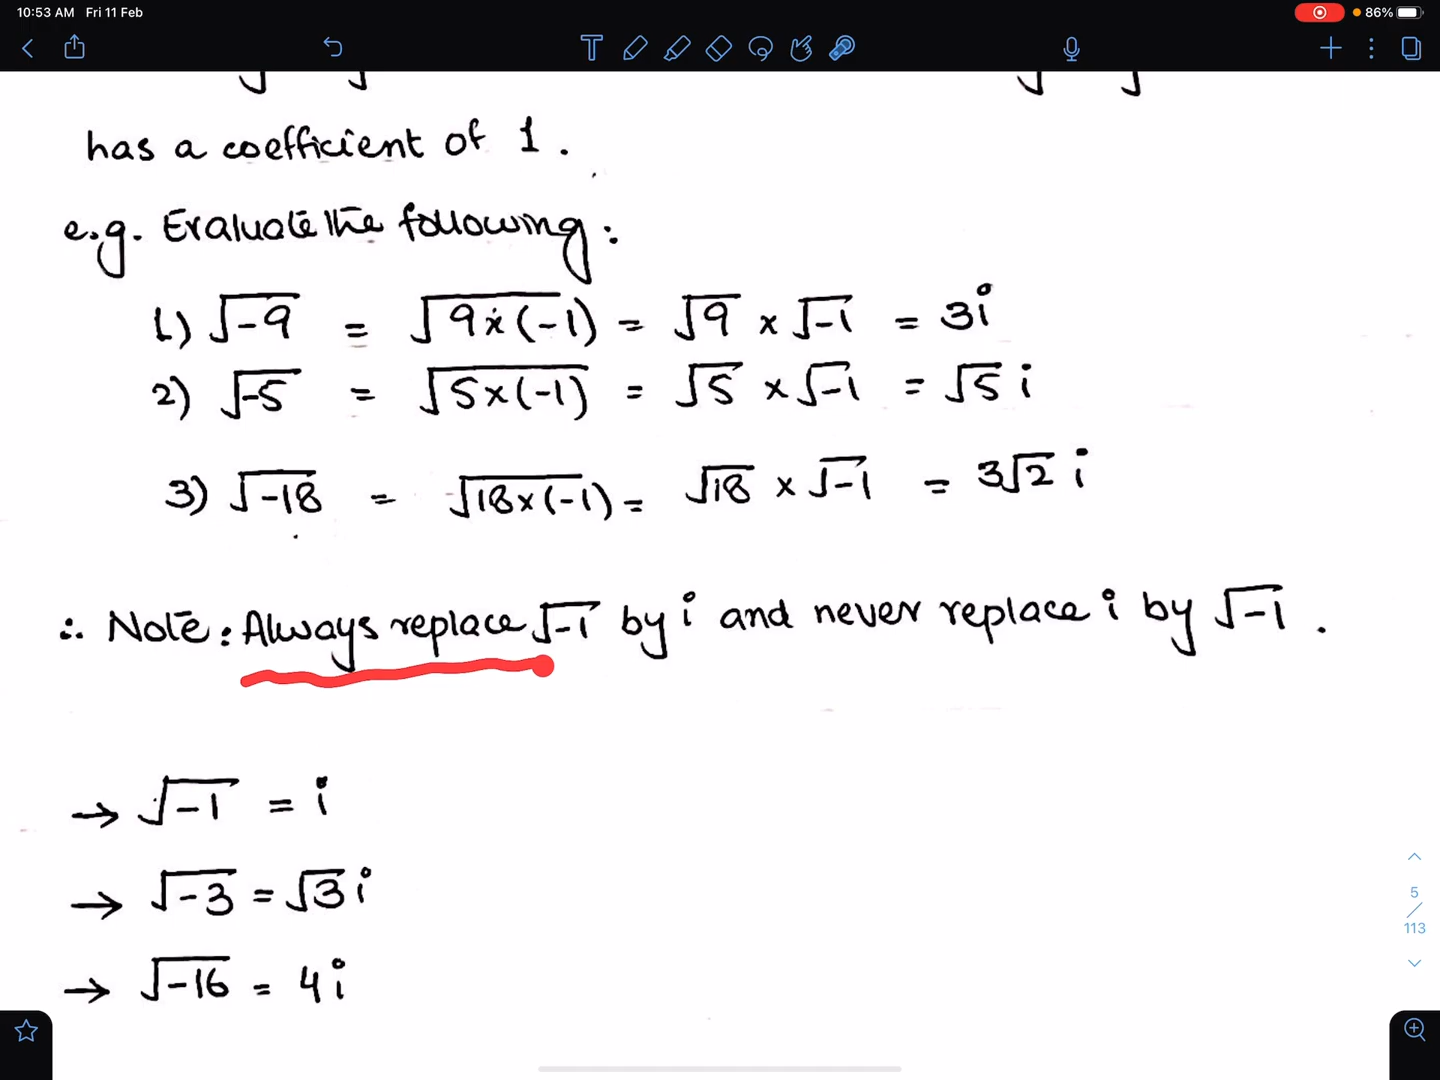 10:53 AM Fri 11 Feb
86%
has a coefficient of 1.
e.g. Evaluate the following:
1) √-9 = √9×(-1) = √9 × √-1 = 3i
2) √-5 = √5×(-1) = √5 × √-1 = √5 i
3) √-18 = √18×(-1) = √18 × √-1 = 3√2 i
∴ Note: Always replace √-1 by i and never replace i by √-1.
→ √-1 = i
→ √-3 = √3 i
→ √-16 = 4i
5
/
113